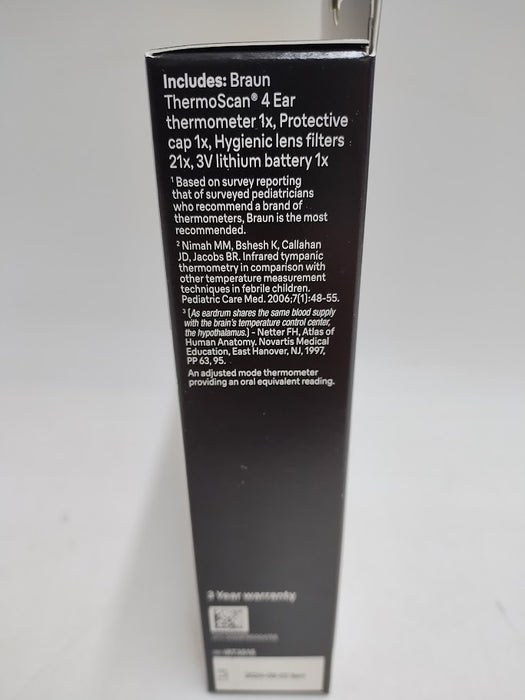 Includes: Braun
ThermoScan® 4 Ear
thermometer 1x, Protective
cap 1x, Hygienic lens filters
21x, 3V lithium battery 1x
¹ Based on survey reporting
that of surveyed pediatricians
who recommend a brand of
thermometers, Braun is the most
recommended.
² Nimah MM, Bshesh K, Callahan
JD, Jacobs BR. Infrared tympanic
thermometry in comparison with
other temperature measurement
techniques in febrile children.
Pediatric Care Med. 2006;7(1):48-55.
³ [As eardrum shares the same blood supply
with the brain's temperature control center,
the hypothalamus.] - Netter FH, Atlas of
Human Anatomy. Novartis Medical
Education, East Hanover, NJ, 1997,
PP 63, 95.
An adjusted mode thermometer
providing an oral equivalent reading.
Year warranty